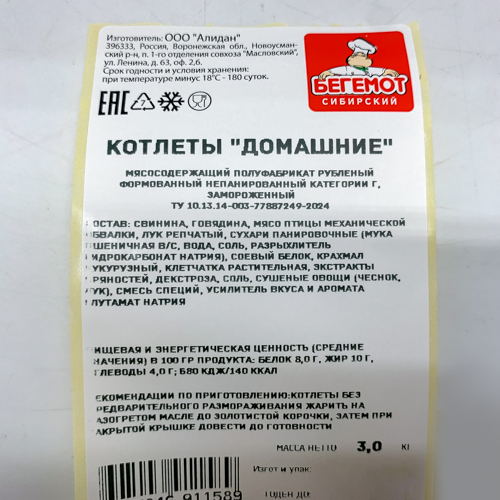 Изготовитель: ООО "Алидан"
396333, Россия, Воронежская обл., Новоусман-
ский р-н, п. 1-го отделения совхоза "Масловский",
ул. Ленина, д. 63, оф. 2,6.
Срок годности и условия хранения:
при температуре минус 18°С - 180 суток.
БЕГЕМОТ
СИБИРСКИЙ
ЕАС
КОТЛЕТЫ "ДОМАШНИЕ"
МЯСОСОДЕРЖАЩИЙ ПОЛУФАБРИКАТ РУБЛЕНЫЙ
ФОРМОВАННЫЙ НЕПАНИРОВАННЫЙ КАТЕГОРИИ Г,
ЗАМОРОЖЕННЫЙ
ТУ 10.13.14-003-77887249-2024
СОСТАВ: СВИНИНА, ГОВЯДИНА, МЯСО ПТИЦЫ МЕХАНИЧЕСКОЙ
ОБВАЛКИ, ЛУК РЕПЧАТЫЙ, СУХАРИ ПАНИРОВОЧНЫЕ (МУКА
ПШЕНИЧНАЯ В/С, ВОДА, СОЛЬ, РАЗРЫХЛИТЕЛЬ
ГИДРОКАРБОНАТ НАТРИЯ), СОЕВЫЙ БЕЛОК, КРАХМАЛ
КУКУРУЗНЫЙ, КЛЕТЧАТКА РАСТИТЕЛЬНАЯ, ЭКСТРАКТЫ
ПРЯНОСТЕЙ, ДЕКСТРОЗА, СОЛЬ, СУШЕНЫЕ ОВОЩИ (ЧЕСНОК,
ЛУК), СМЕСЬ СПЕЦИЙ, УСИЛИТЕЛЬ ВКУСА И АРОМАТА
ГЛУТАМАТ НАТРИЯ
ПИЩЕВАЯ И ЭНЕРГЕТИЧЕСКАЯ ЦЕННОСТЬ (СРЕДНИЕ
ЗНАЧЕНИЯ) В 100 ГР ПРОДУКТА: БЕЛОК 8,0 Г, ЖИР 10 Г,
УГЛЕВОДЫ 4,0 Г; 580 КДЖ/140 ККАЛ
РЕКОМЕНДАЦИИ ПО ПРИГОТОВЛЕНИЮ:КОТЛЕТЫ БЕЗ
ПРЕДВАРИТЕЛЬНОГО РАЗМОРАЖИВАНИЯ ЖАРИТЬ НА
РАЗОГРЕТОМ МАСЛЕ ДО ЗОЛОТИСТОЙ КОРОЧКИ, ЗАТЕМ ПРИ
ЗАКРЫТОЙ КРЫШКЕ ДОВЕСТИ ДО ГОТОВНОСТИ
МАССА НЕТТО 3,0 КГ
Изгот и упак:
911589
ГОДЕН ДО: